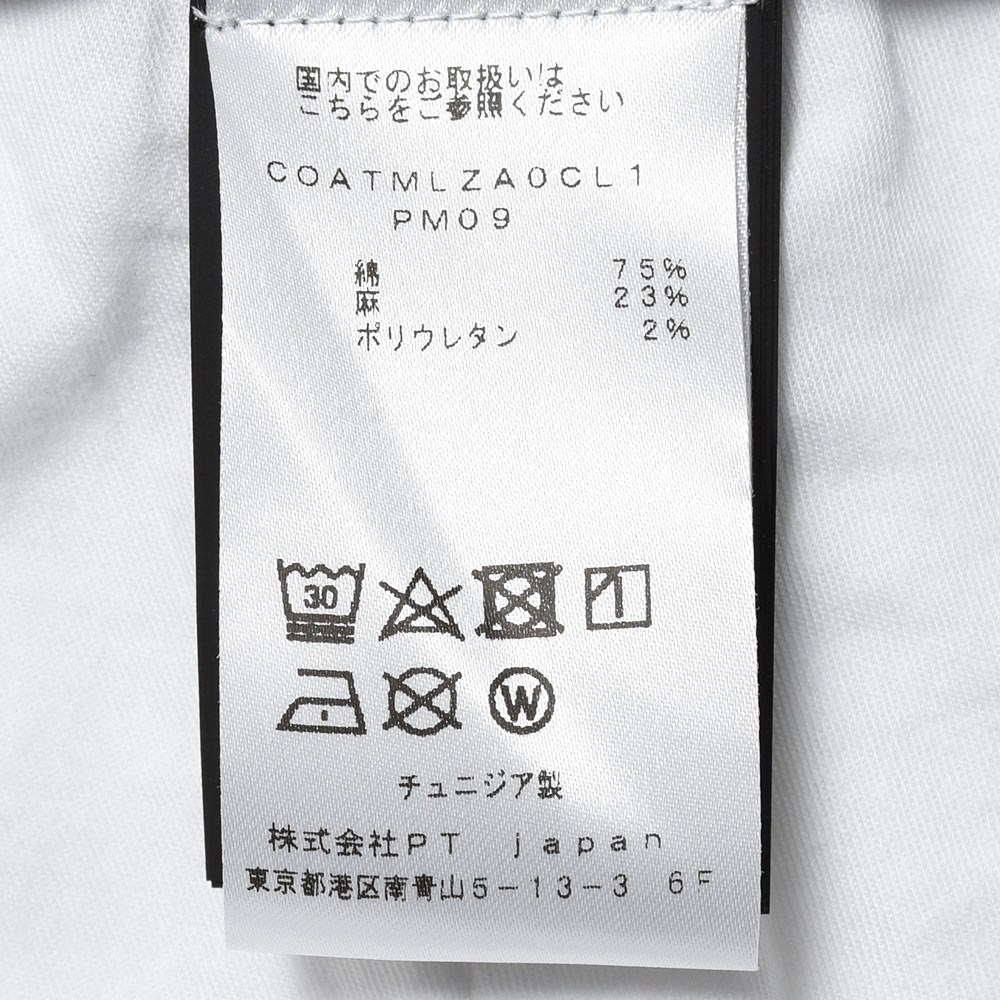 国内でのお取扱いは
こちらをご参照ください
COATMLZA0CL1
PM09
綿 75%
麻 23%
ポリウレタン 2%
30
W
チュニジア製
株式会社PT japan
東京都港区南青山5-13-3 6F